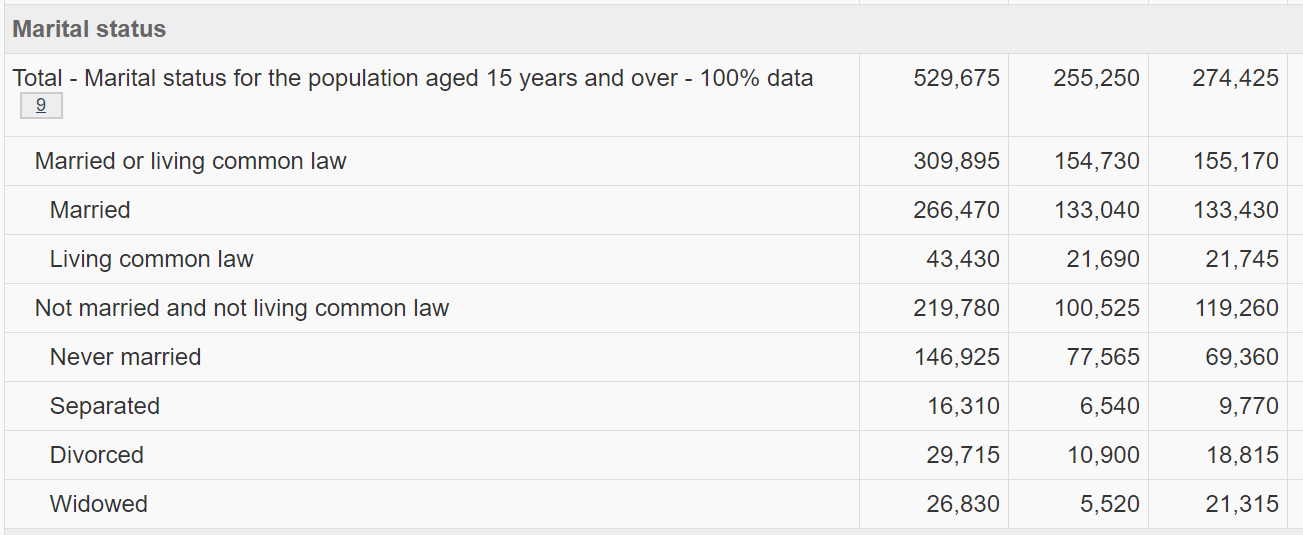 Marital status
Total - Marital status for the population aged 15 years and over - 100% data 529,675 255,250 274,425
9
Married or living common law 309,895 154,730 155,170
Married 266,470 133,040 133,430
Living common law 43,430 21,690 21,745
Not married and not living common law 219,780 100,525 119,260
Never married 146,925 77,565 69,360
Separated 16,310 6,540 9,770
Divorced 29,715 10,900 18,815
Widowed 26,830 5,520 21,315